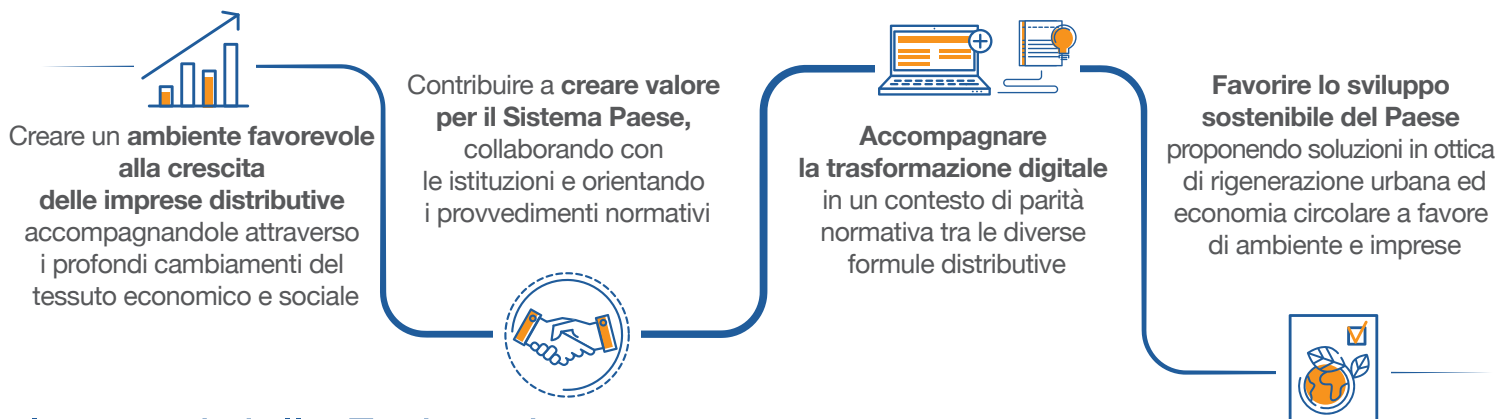 Creare un ambiente favorevole
alla crescita
delle imprese distributive
accompagnandole attraverso
i profondi cambiamenti del
tessuto economico e sociale
Contribuire a creare valore
per il Sistema Paese,
collaborando con
le istituzioni e orientando
i provvedimenti normativi
Accompagnare
la trasformazione digitale
in un contesto di parità
normativa tra le diverse
formule distributive
Favorire lo sviluppo
sostenibile del Paese
proponendo soluzioni in ottica
di rigenerazione urbana ed
economia circolare a favore
di ambiente e imprese